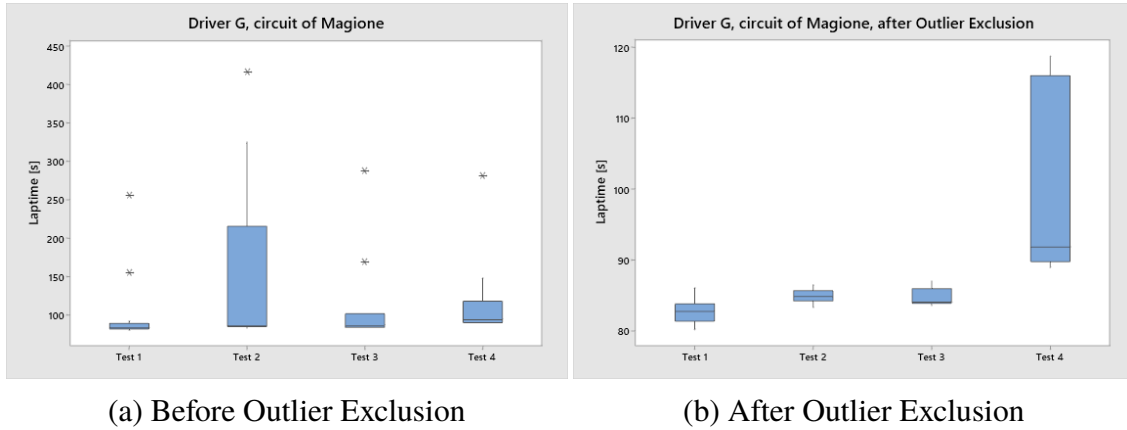 Driver G, circuit of Magione
450
400
350
300
250
200
150
100
Laptime [s]
Test 1
Test 2
Test 3
Test 4
(a) Before Outlier Exclusion
Driver G, circuit of Magione, after Outlier Exclusion
120
110
100
90
80
Laptime [s]
Test 1
Test 2
Test 3
Test 4
(b) After Outlier Exclusion